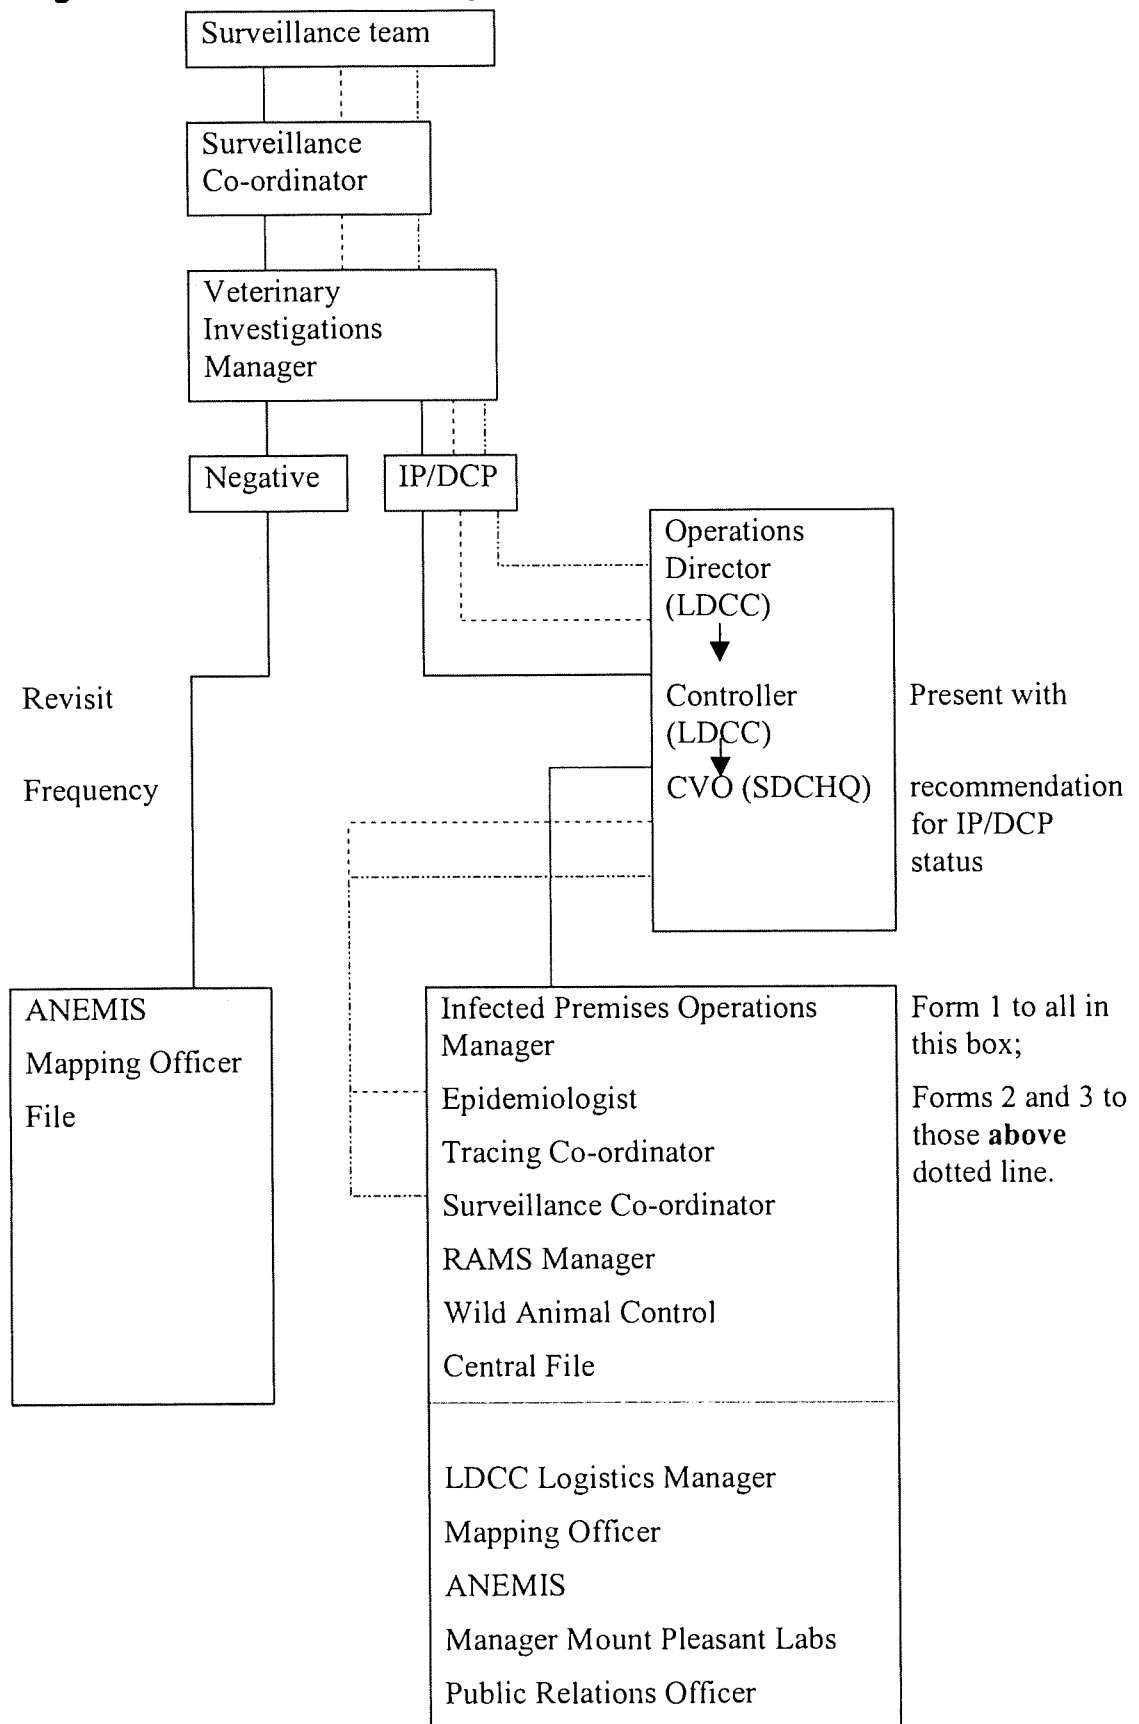 Surveillance team
Surveillance
Co-ordinator
Veterinary
Investigations
Manager
Negative
IP/DCP
Operations
Director
(LDCC)
Revisit
Controller
(LDCC)
Present with
Frequency
CVO (SDCHQ)
recommendation
for IP/DCP
status
ANEMIS
Mapping Officer
File
Infected Premises Operations
Manager
Epidemiologist
Tracing Co-ordinator
Surveillance Co-ordinator
RAMS Manager
Wild Animal Control
Central File
Form 1 to all in
this box;
Forms 2 and 3 to
those above
dotted line.
LDCC Logistics Manager
Mapping Officer
ANEMIS
Manager Mount Pleasant Labs
Public Relations Officer